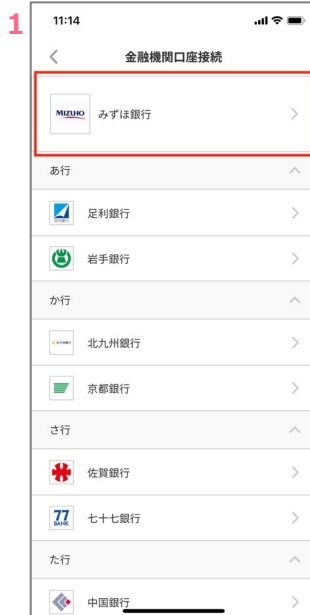 1
11:14
金融機関口座接続
MIZUHO みずほ銀行
あ行
足利銀行
岩手銀行
か行
北九州銀行
京都銀行
さ行
佐賀銀行
77 BANK 七十七銀行
た行
中国銀行